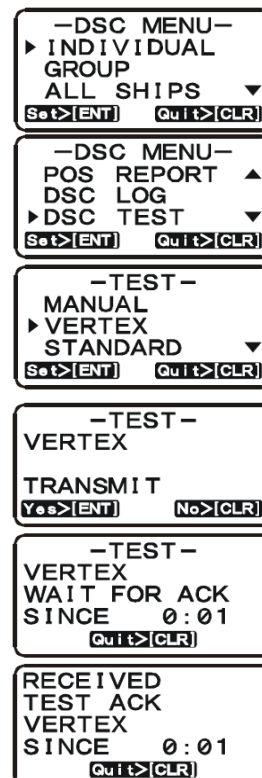 —DSC MENU—
▶ INDIVIDUAL
GROUP
ALL SHIPS ▼
Set>[ENT] Quit>[CLR]
—DSC MENU—
POS REPORT ▲
DSC LOG
▶DSC TEST ▼
Set>[ENT] Quit>[CLR]
—TEST—
MANUAL
▶ VERTEX
STANDARD ▼
Set>[ENT] Quit>[CLR]
—TEST—
VERTEX
TRANSMIT
Yes>[ENT] No>[CLR]
—TEST—
VERTEX
WAIT FOR ACK
SINCE 0:01
Quit>[CLR]
RECEIVED
TEST ACK
VERTEX
SINCE 0:01
Quit>[CLR]